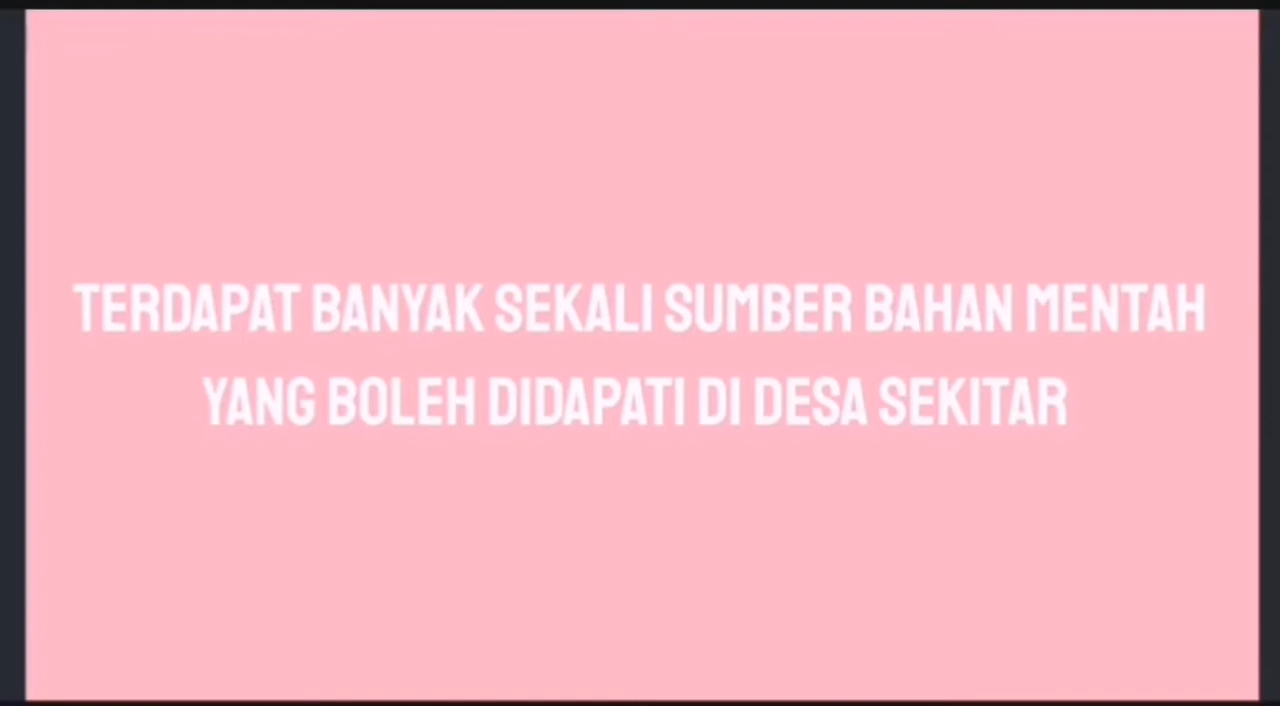 TERDAPAT BANYAK SEKALI SUMBER BAHAN MENTAH
YANG BOLEH DIDAPATI DI DESA SEKITAR